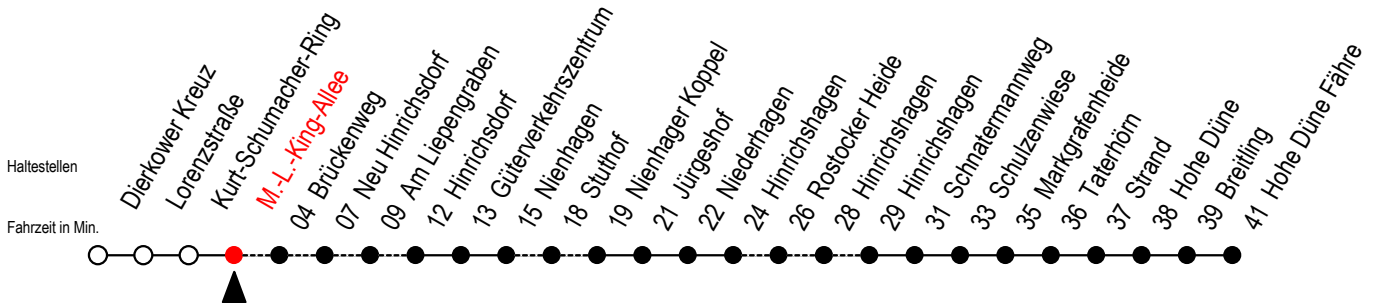 Haltestellen
Fahrzeit in Min.
Dierkower Kreuz
Lorenzstraße
Kurt-Schumacher-Ring
M.-L.-King-Allee
04 Brückenweg
07 Neu Hinrichsdorf
09 Am Liepengraben
12 Hinrichsdorf
13 Güterverkehrszentrum
15 Nienhagen
18 Stuthof
19 Nienhager Koppel
21 Jürgeshof
22 Niederhagen
24 Hinrichshagen
26 Rostocker Heide
28 Hinrichshagen
29 Hinrichshagen
31 Schnatermannweg
33 Schulzenwiese
35 Markgrafenheide
36 Taterhörn
37 Strand
38 Hohe Düne
39 Breitling
41 Hohe Düne Fähre